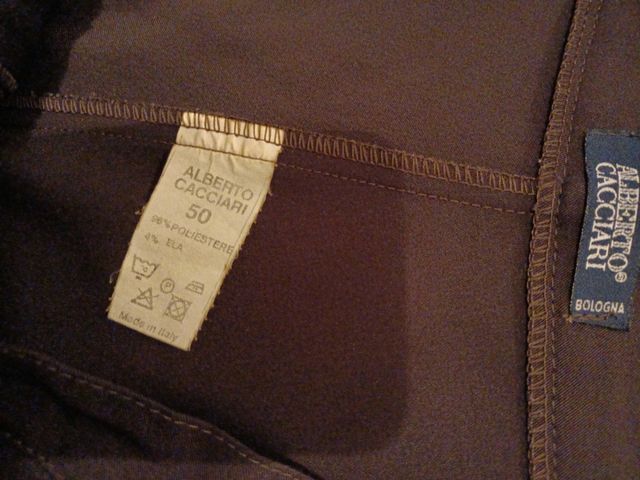 ALBERTO
CACCIARI
50
96% POLIESTERE
4% ELA
P
Made in Italy
ALBERTO
CACCIARI®
BOLOGNA